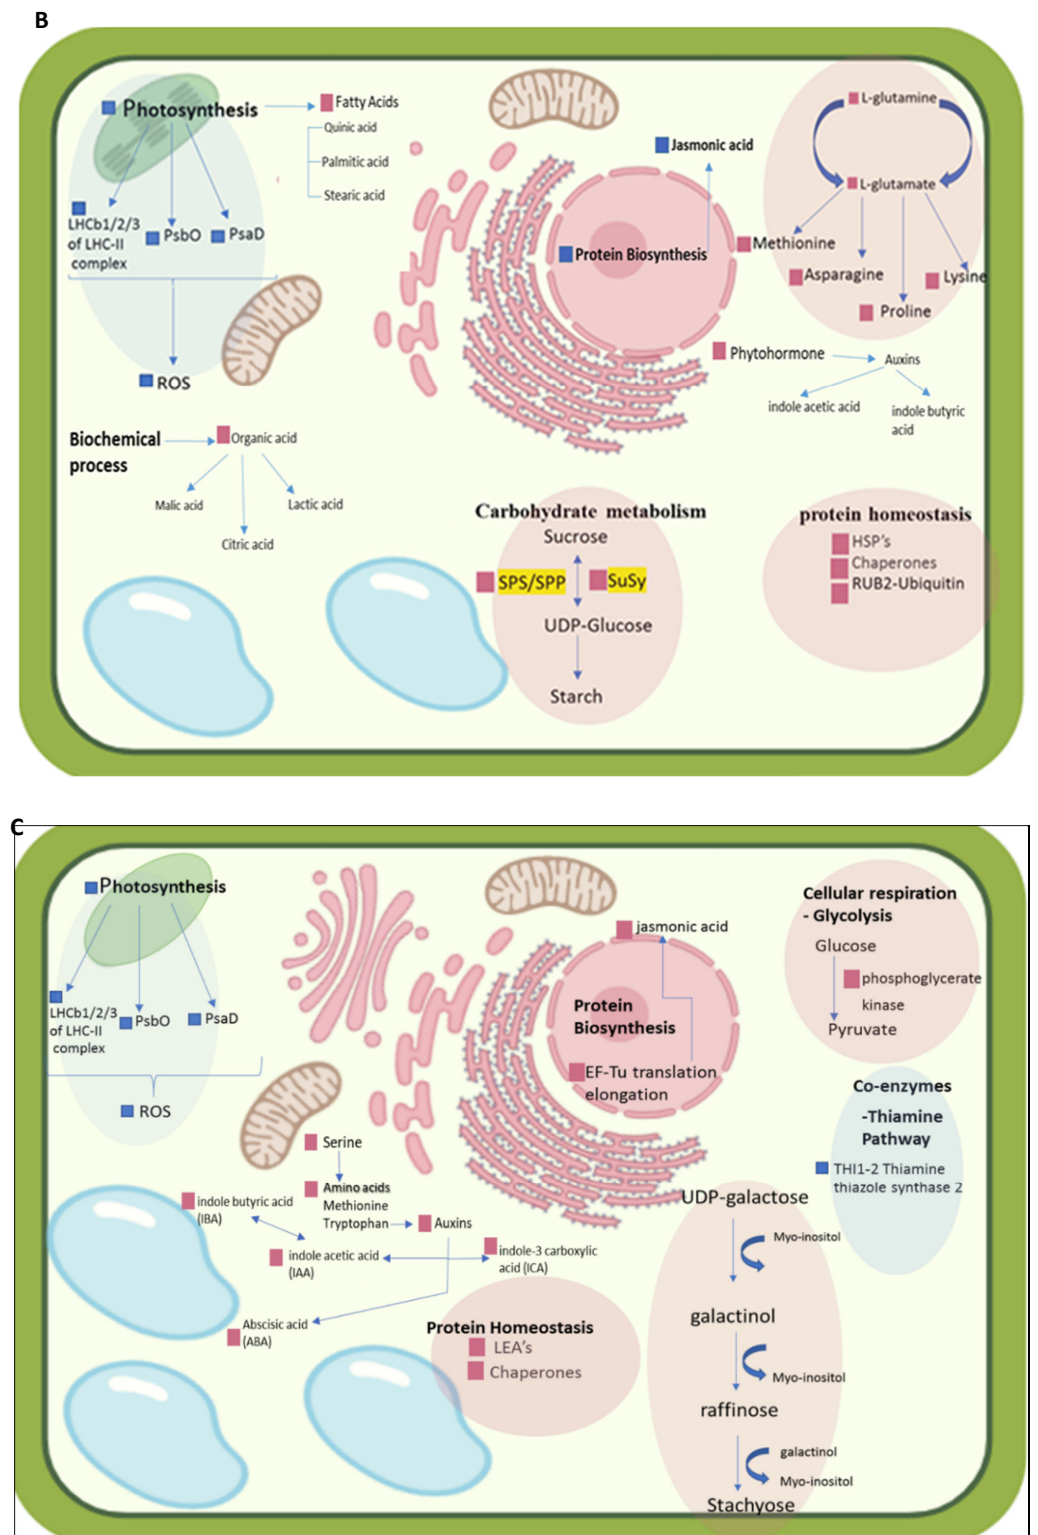 B
Photosynthesis
Fatty Acids
Quinic acid
Palmitic acid
Stearic acid
LHCb1/2/3
of LHC-II
complex
PsbO
PsaD
ROS
Biochemical
process
Organic acid
Malic acid
Lactic acid
Citric acid
Jasmonic acid
Protein Biosynthesis
L-glutamine
L-glutamate
Methionine
Asparagine
Lysine
Proline
Phytohormone
Auxins
indole acetic acid
indole butyric
acid
Carbohydrate metabolism
Sucrose
SPS/SPP
SuSy
UDP-Glucose
Starch
protein homeostasis
HSP's
Chaperones
RUB2-Ubiquitin
C
Photosynthesis
LHCb1/2/3
of LHC-II
complex
PsbO
PsaD
ROS
jasmonic acid
Protein
Biosynthesis
EF-Tu translation
elongation
Cellular respiration
- Glycolysis
Glucose
phosphoglycerate
kinase
Pyruvate
Co-enzymes
-Thiamine
Pathway
THI1-2 Thiamine
thiazole synthase 2
Serine
Amino acids
Methionine
Tryptophan
Auxins
indole butyric acid
(IBA)
indole acetic acid
(IAA)
indole-3 carboxylic
acid (ICA)
Abscisic acid
(ABA)
Protein Homeostasis
LEA's
Chaperones
UDP-galactose
Myo-inositol
galactinol
Myo-inositol
raffinose
galactinol
Myo-inositol
Stachyose